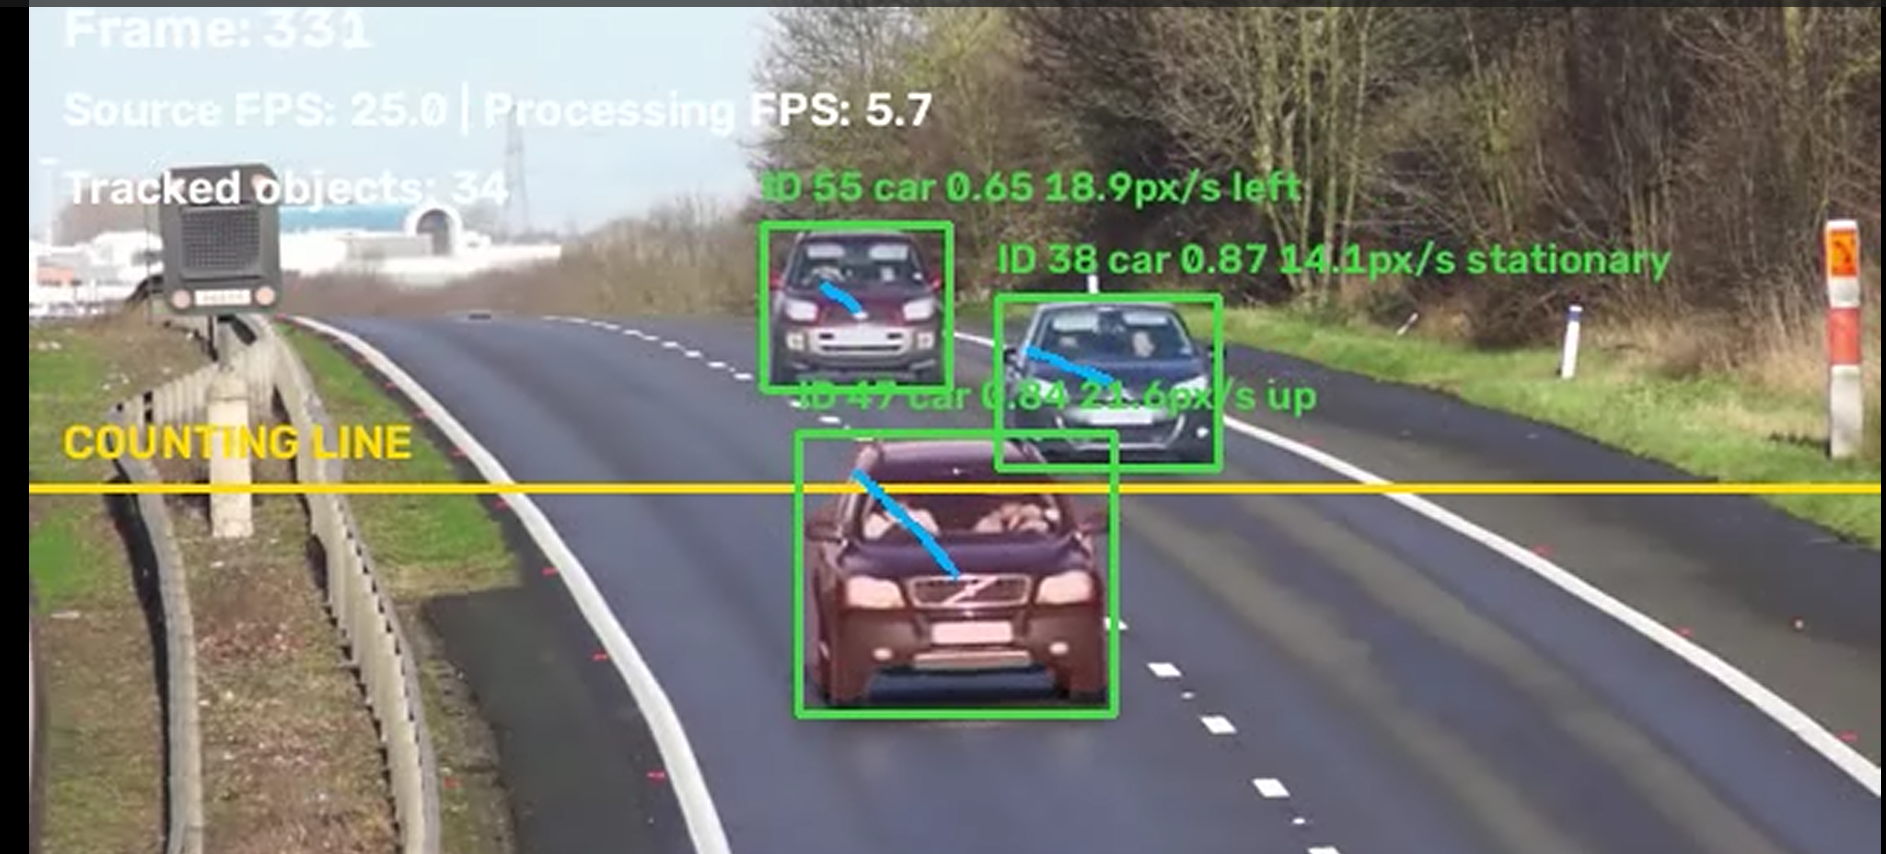 Frame: 331
Source FPS: 25.0 | Processing FPS: 5.7
Tracked objects: 34
ID 55 car 0.65 18.9px/s left
ID 38 car 0.87 14.1px/s stationary
ID 47 car 0.84 21.6px/s up
COUNTING LINE